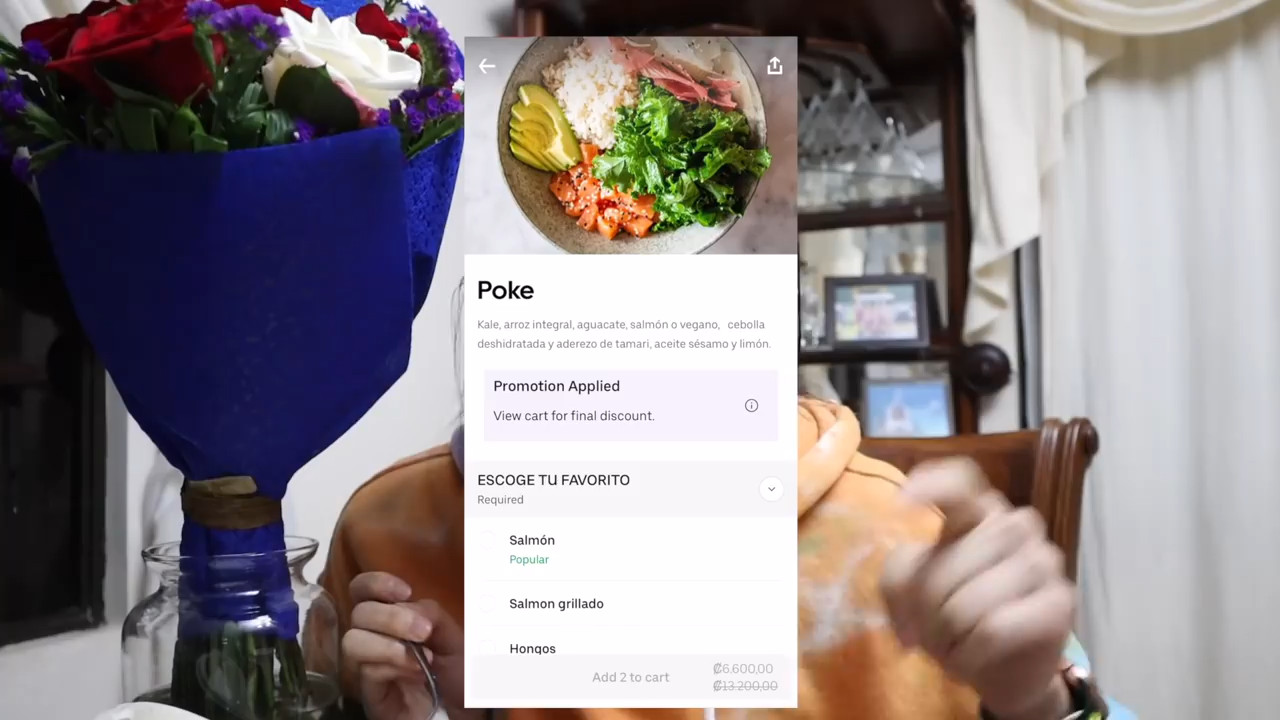 Poke
Kale, arroz integral, aguacate, salmón o vegano, cebolla
deshidratada y aderezo de tamari, aceite sésamo y limón.
Promotion Applied
View cart for final discount.
ESCOGE TU FAVORITO
Required
Salmón
Popular
Salmon grillado
Hongos
Add 2 to cart
₡6.600,00
₡13.200,00